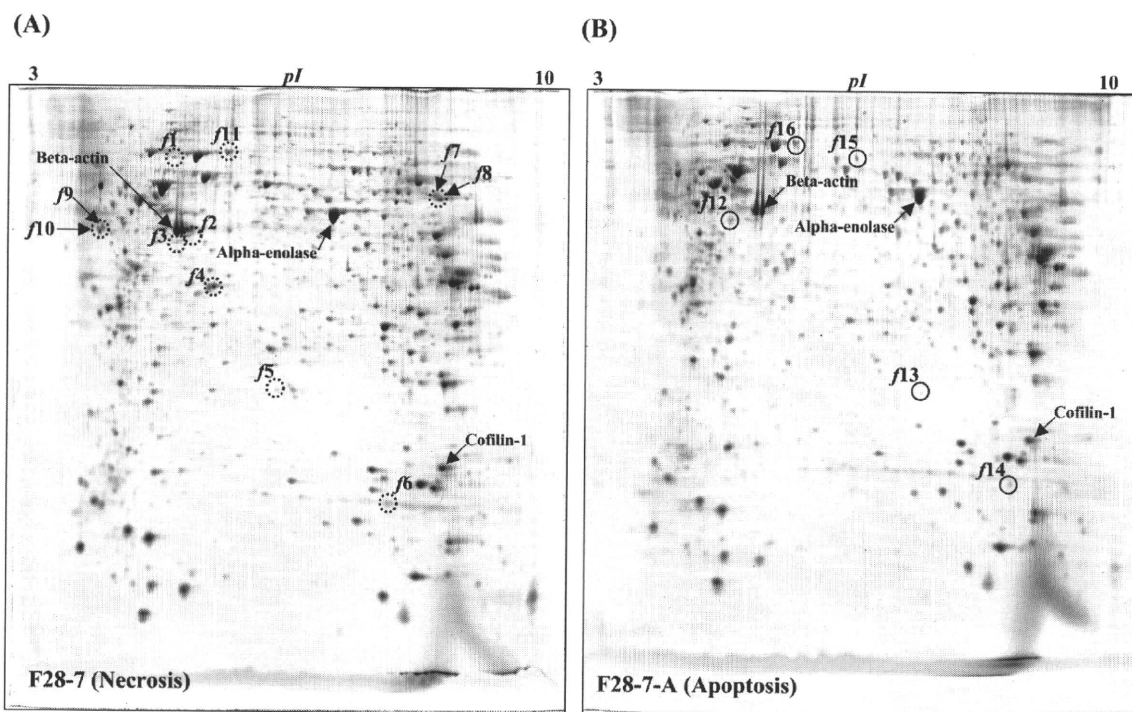 (A)
3 pI 10
f1
f11
Beta-actin
f7
f8
f9
f10
f3
f2
Alpha-enolase
f4
f5
Cofilin-1
f6
F28-7 (Necrosis)
(B)
3 pI 10
f16
f15
Beta-actin
f12
Alpha-enolase
f13
Cofilin-1
f14
F28-7-A (Apoptosis)